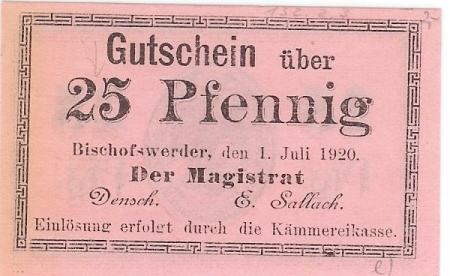 Gutschein über
25 Pfennig
Bischofswerder, den 1. Juli 1920.
Der Magistrat
Densch. E. Sallach.
Einlösung erfolgt durch die Kämmereikasse.